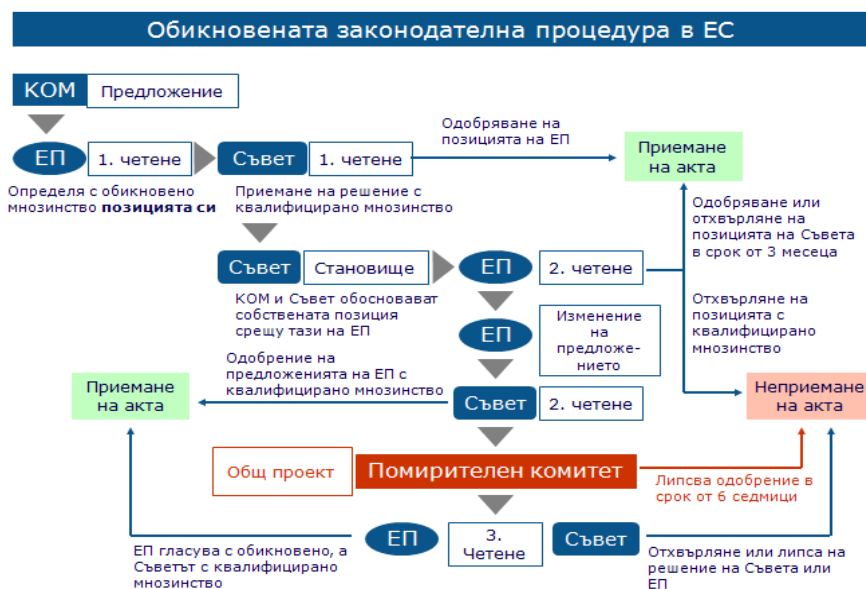 Обикновената законодателна процедура в ЕС
КОМ
Предложение
ЕП
1. четене
Съвет
1. четене
Одобряване на
позицията на ЕП
Приемане
на акта
Определя с обикновено
мнозинство позицията си
Приемане на решение с
квалифицирано мнозинство
Одобряване или
отхвърляне на
позицията на Съвета
в срок от 3 месеца
Съвет
Становище
ЕП
2. четене
КОМ и Съвет обосновават
собствената позиция
срещу тази на ЕП
Отхвърляне на
позицията с
квалифицирано
мнозинство
ЕП
Изменение
на
предложе-
нието
Одобрение на
предложенията на ЕП с
квалифицирано мнозинство
Приемане
на акта
Съвет
2. четене
Неприемане
на акта
Общ проект
Помирителен комитет
Липсва одобрение в
срок от 6 седмици
ЕП
3.
Четене
Съвет
ЕП гласува с обикновено, а
Съветът с квалифицирано
мнозинство
Отхвърляне или липса на
решение на Съвета или
ЕП